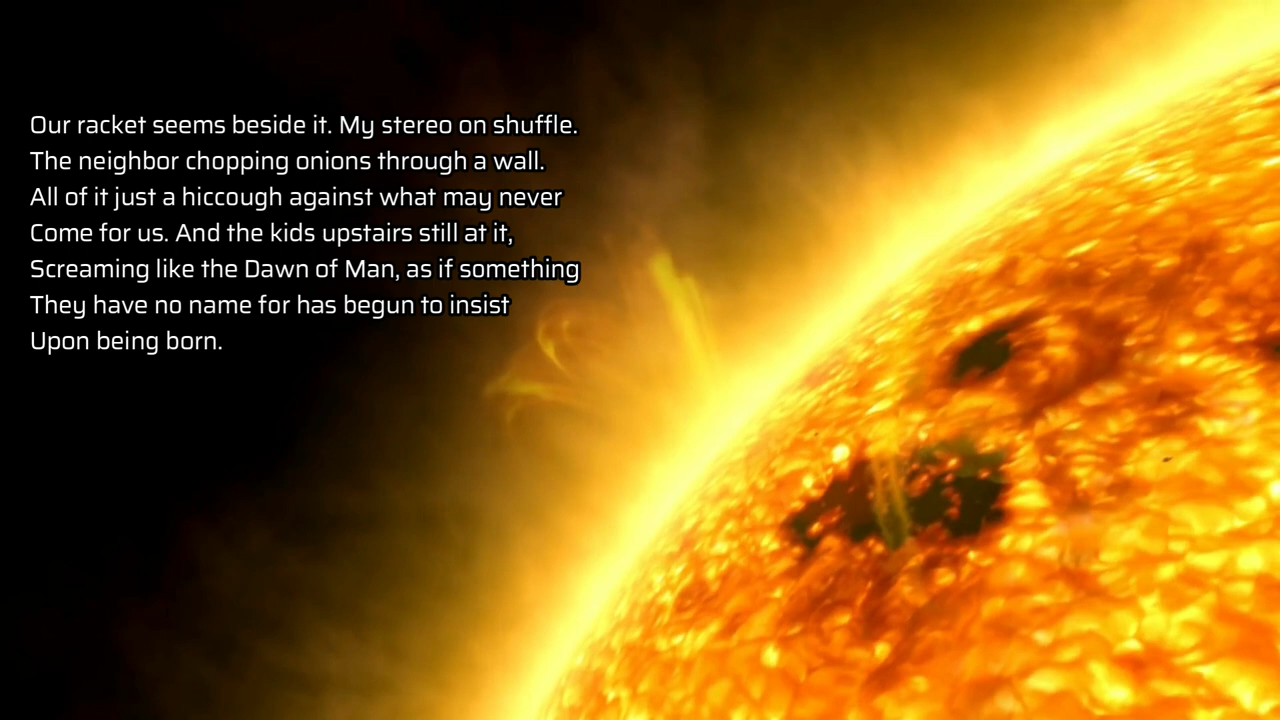 Our racket seems beside it. My stereo on shuffle.
The neighbor chopping onions through a wall.
All of it just a hiccough against what may never
Come for us. And the kids upstairs still at it,
Screaming like the Dawn of Man, as if something
They have no name for has begun to insist
Upon being born.